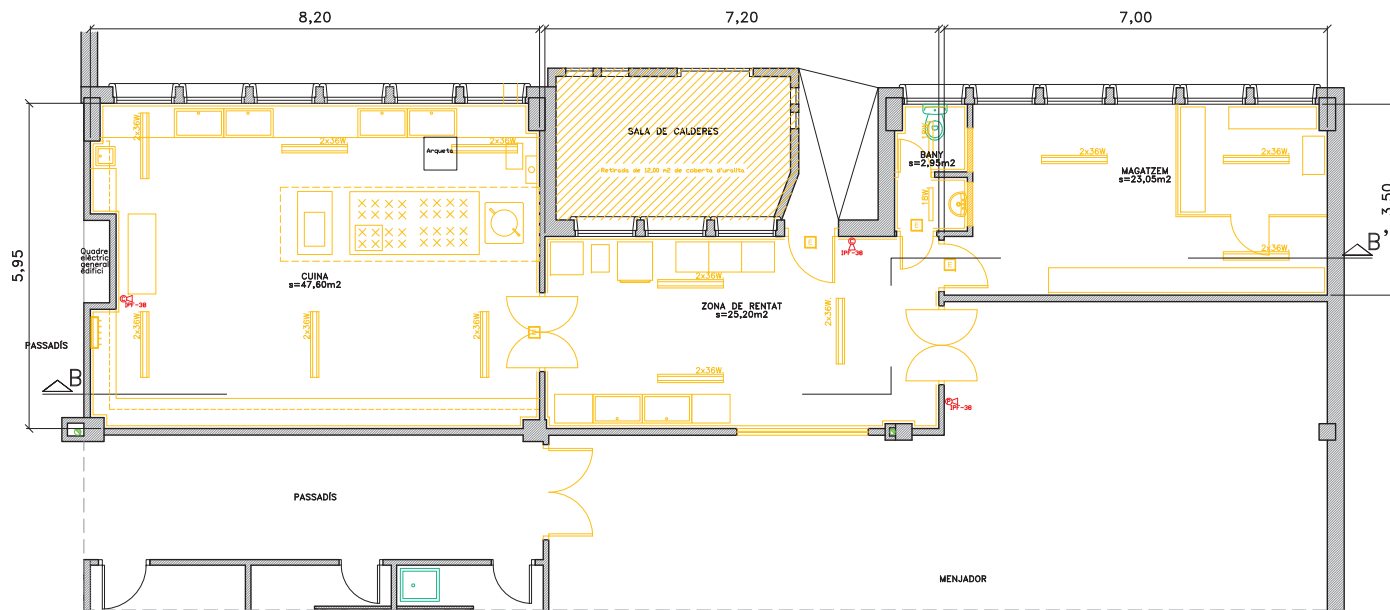 8,20
7,20
7,00
5,95
3,50
2x36W.
2x36W.
Arqueta
2x36W.
SALA DE CALDERES
Retirada de 12,00 m2 de coberta d'uralita
18W.
BANY
s=2,95m2
18W.
2x36W.
MAGATZEM
s=23,05m2
2x36W.
2x36W.
Quadre
elèctric
general
edifici
CUINA
s=47,60m2
IPF-38
IPF-38
E
E
E
B'
2x36W.
ZONA DE RENTAT
s=25,20m2
2x36W.
2x36W.
2x36W.
2x36W.
2x36W.
PASSADÍS
B
2x36W.
IPF-38
PASSADÍS
MENJADOR